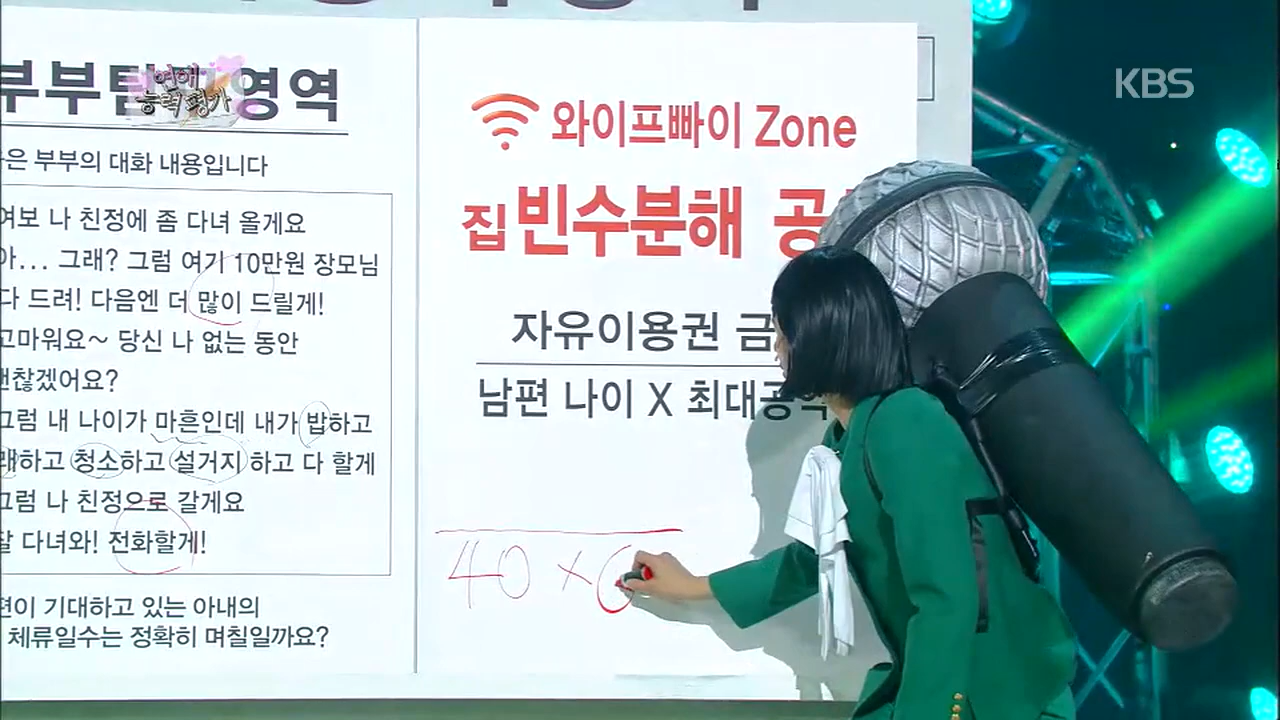 연애
능력 평가
KBS
부부탐 영역
은 부부의 대화 내용입니다
여보 나 친정에 좀 다녀 올게요
아... 그래? 그럼 여기 10만원 장모님
다 드려! 다음엔 더 많이 드릴게!
고마워요~ 당신 나 없는 동안
괜찮겠어요?
그럼 내 나이가 마흔인데 내가 밥하고
빨래하고 청소하고 설거지 하고 다 할게
그럼 나 친정으로 갈게요
잘 다녀와! 전화할게!
편이 기대하고 있는 아내의
체류일수는 정확히 며칠일까요?
와이프빠이 Zone
집 빈수분해 공
자유이용권 금
남편 나이 X 최대공약
40 ×